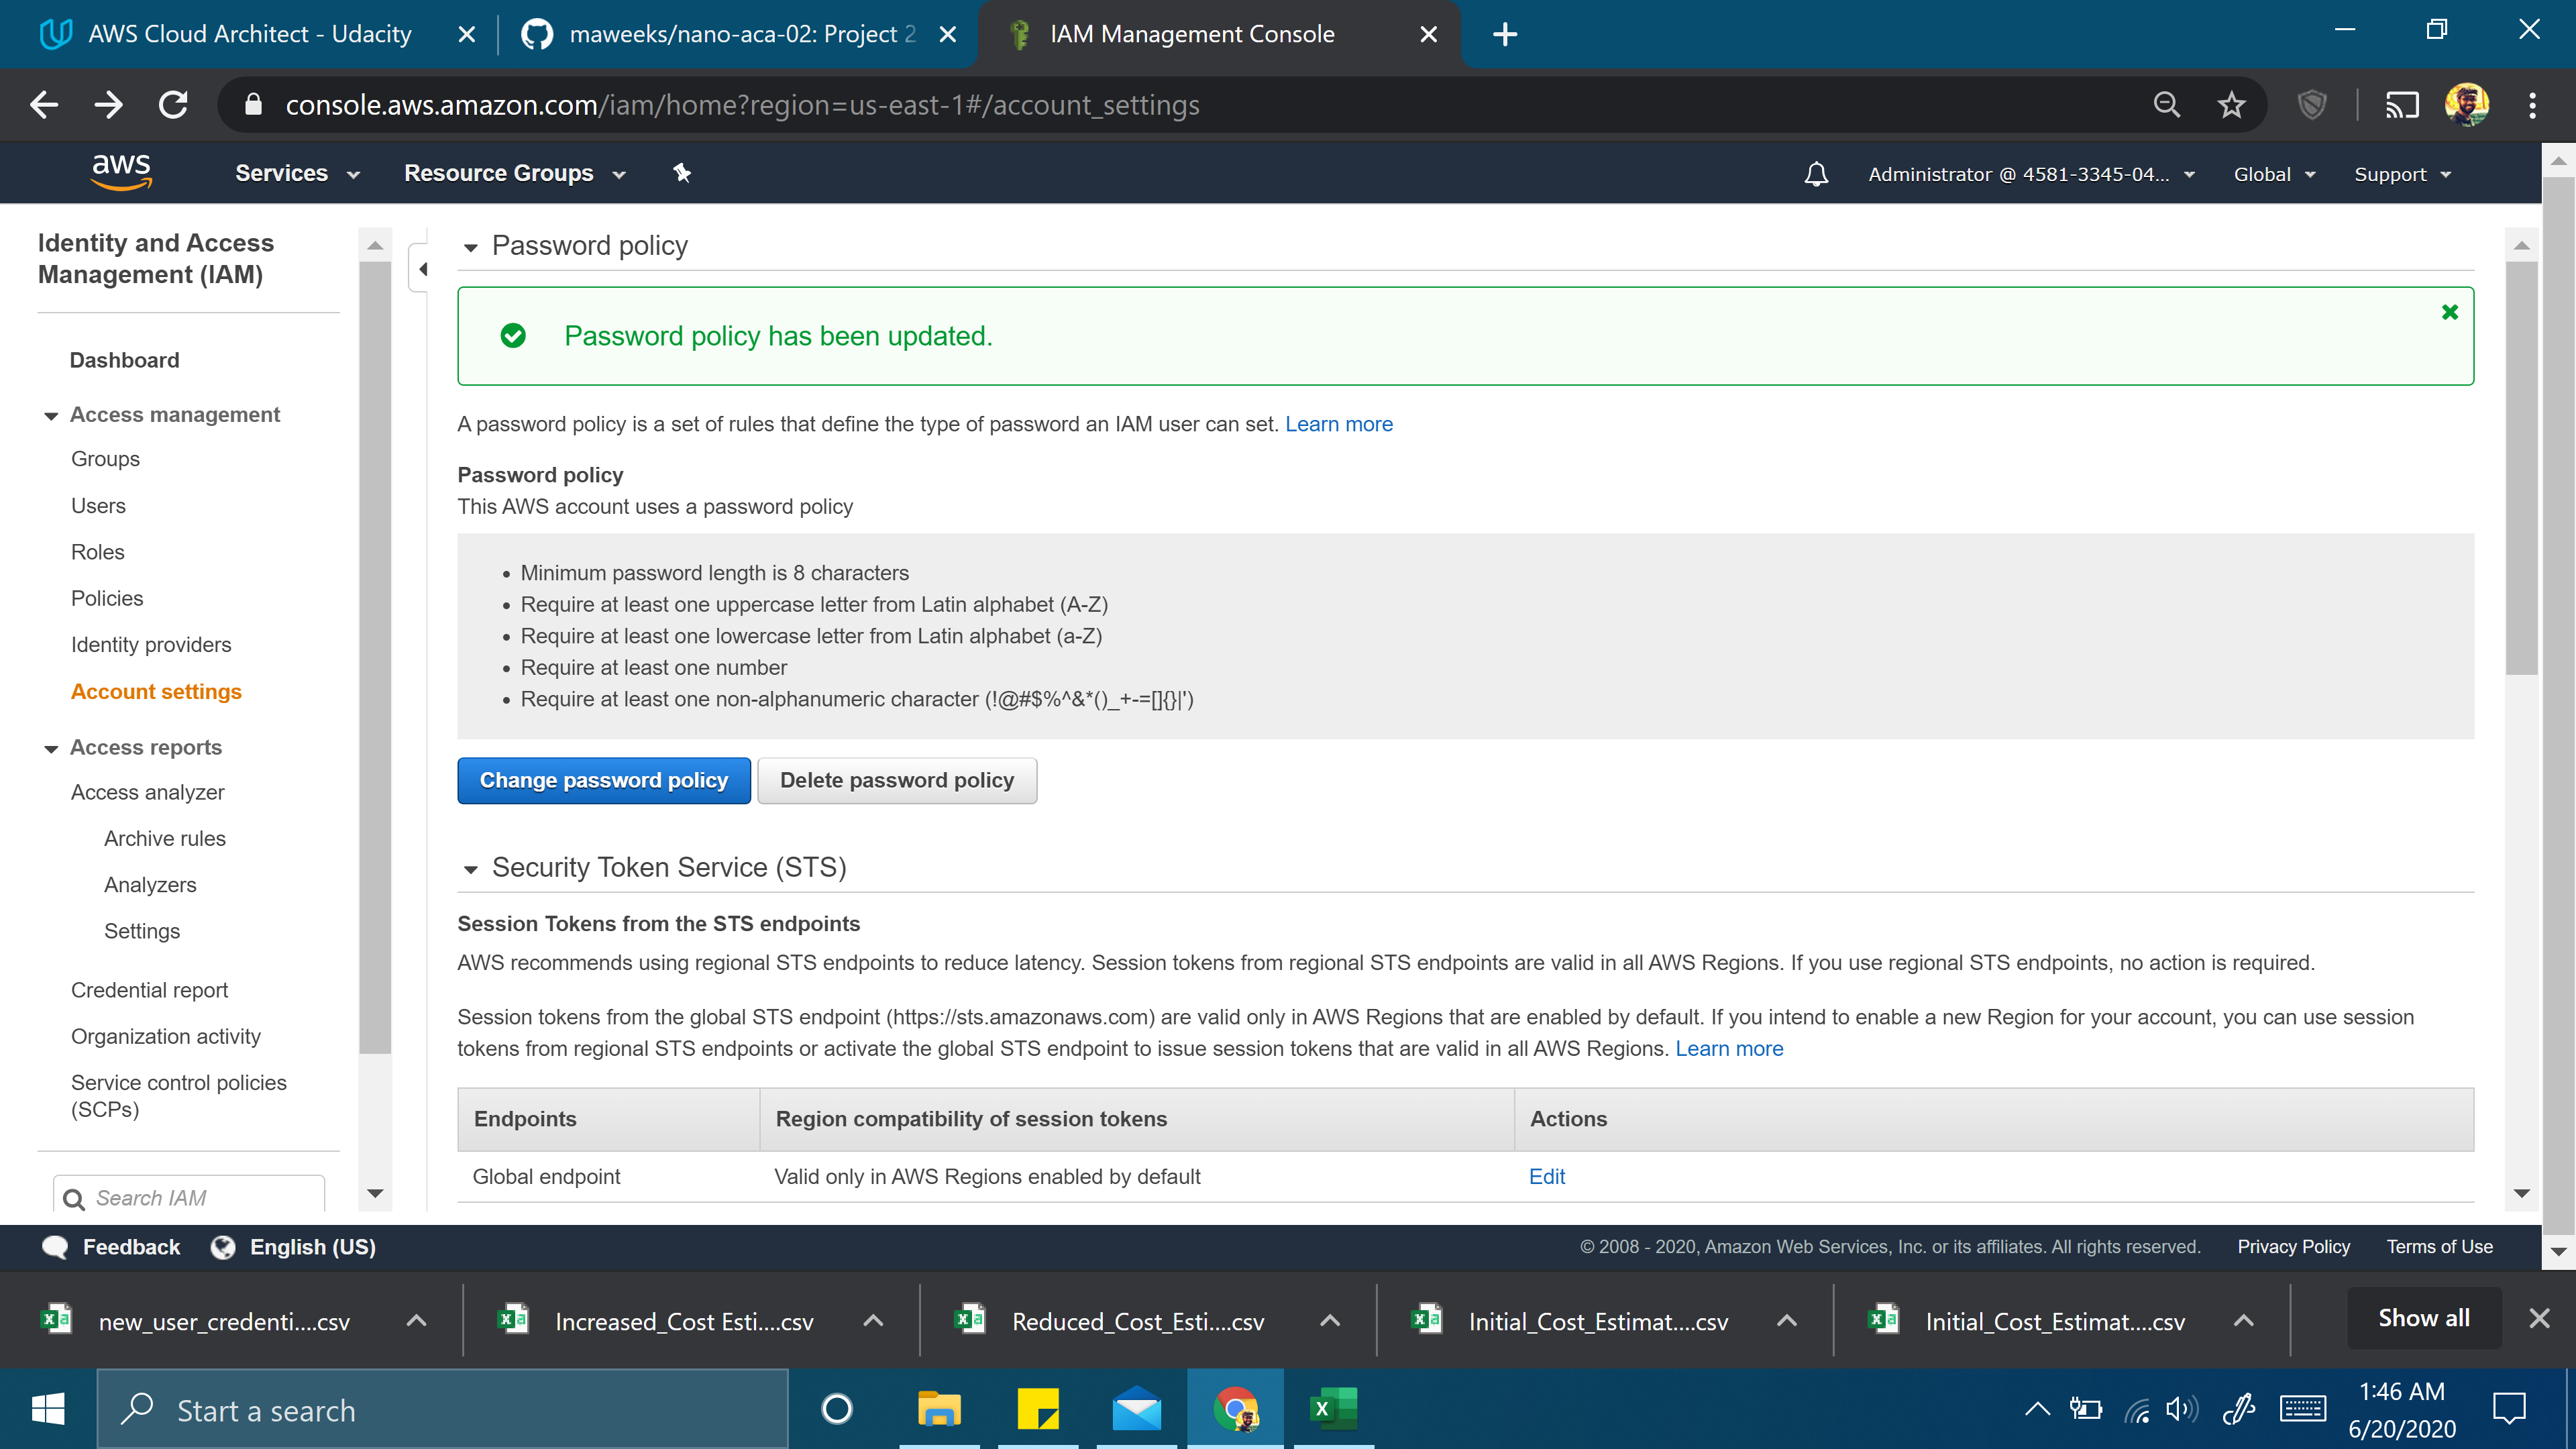 AWS Cloud Architect - Udacity
maweeks/nano-aca-02: Project 2
IAM Management Console
console.aws.amazon.com/iam/home?region=us-east-1#/account_settings
aws
Services
Resource Groups
Administrator @ 4581-3345-04...
Global
Support
Identity and Access
Management (IAM)
Dashboard
Access management
Groups
Users
Roles
Policies
Identity providers
Account settings
Access reports
Access analyzer
Archive rules
Analyzers
Settings
Credential report
Organization activity
Service control policies
(SCPs)
Search IAM
Password policy
Password policy has been updated.
A password policy is a set of rules that define the type of password an IAM user can set. Learn more
Password policy
This AWS account uses a password policy
• Minimum password length is 8 characters
• Require at least one uppercase letter from Latin alphabet (A-Z)
• Require at least one lowercase letter from Latin alphabet (a-Z)
• Require at least one number
• Require at least one non-alphanumeric character (!@#$%^&*()_+-=[]{}|')
Change password policy
Delete password policy
Security Token Service (STS)
Session Tokens from the STS endpoints
AWS recommends using regional STS endpoints to reduce latency. Session tokens from regional STS endpoints are valid in all AWS Regions. If you use regional STS endpoints, no action is required.
Session tokens from the global STS endpoint (https://sts.amazonaws.com) are valid only in AWS Regions that are enabled by default. If you intend to enable a new Region for your account, you can use session
tokens from regional STS endpoints or activate the global STS endpoint to issue session tokens that are valid in all AWS Regions. Learn more
Endpoints
Region compatibility of session tokens
Actions
Global endpoint
Valid only in AWS Regions enabled by default
Edit
Feedback
English (US)
© 2008 - 2020, Amazon Web Services, Inc. or its affiliates. All rights reserved.
Privacy Policy
Terms of Use
new_user_credenti....csv
Increased_Cost Esti....csv
Reduced_Cost_Esti....csv
Initial_Cost_Estimat....csv
Initial_Cost_Estimat....csv
Show all
Start a search
1:46 AM
6/20/2020